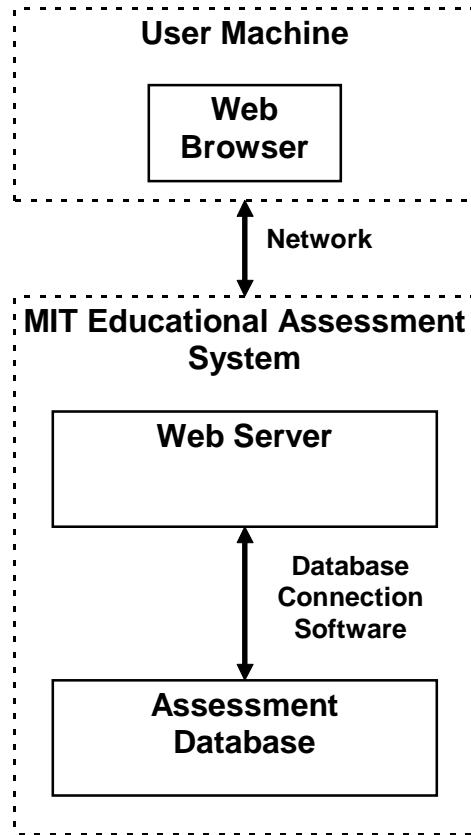 User Machine
Web
Browser
Network
MIT Educational Assessment
System
Web Server
Database
Connection
Software
Assessment
Database